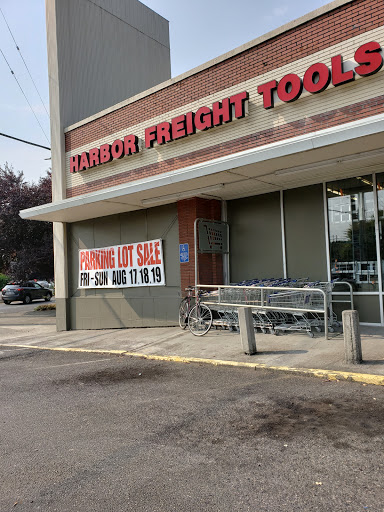 HARBOR FREIGHT TOOLS
PARKING LOT SALE
FRI-SUN AUG 17,18,19